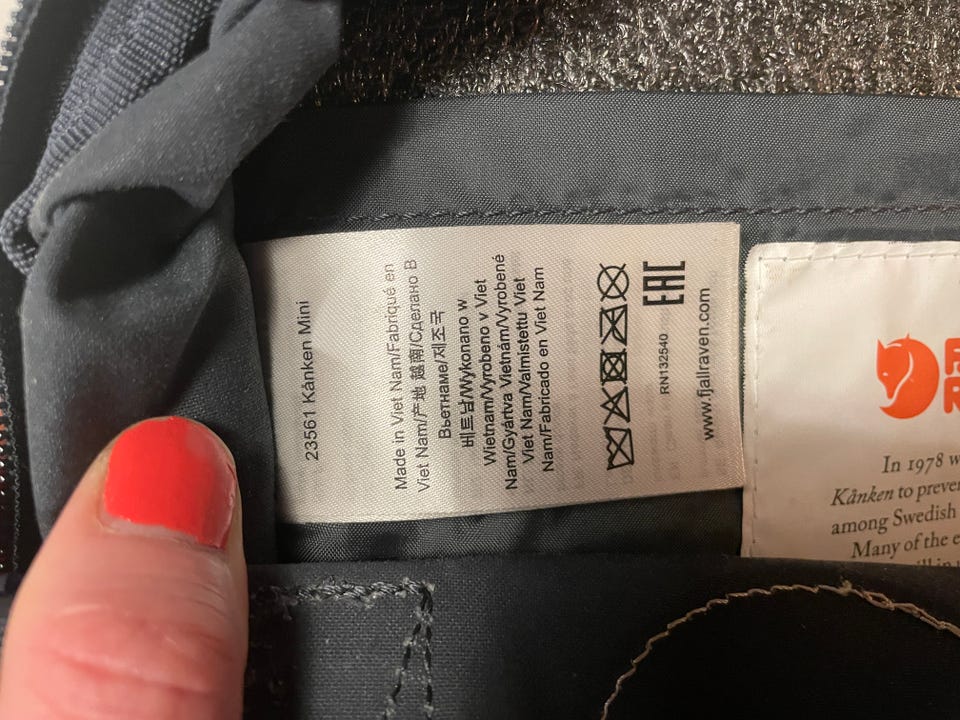 23561 Kånken Mini
Made in Viet Nam/Fabriqué en
Viet Nam/产地 越南/Сделано В
Вьетнаме/제조국
베트남/Wykonano w
Wietnam/Vyrobeno v Viet
Nam/Gyártva Vietnám/Vyrobené
Viet Nam/Valmistettu Viet
Nam/Fabricado en Viet Nam
EAC
RN132540
www.fjallraven.com
In 1978
Kånken to
among Swedish
Many of the